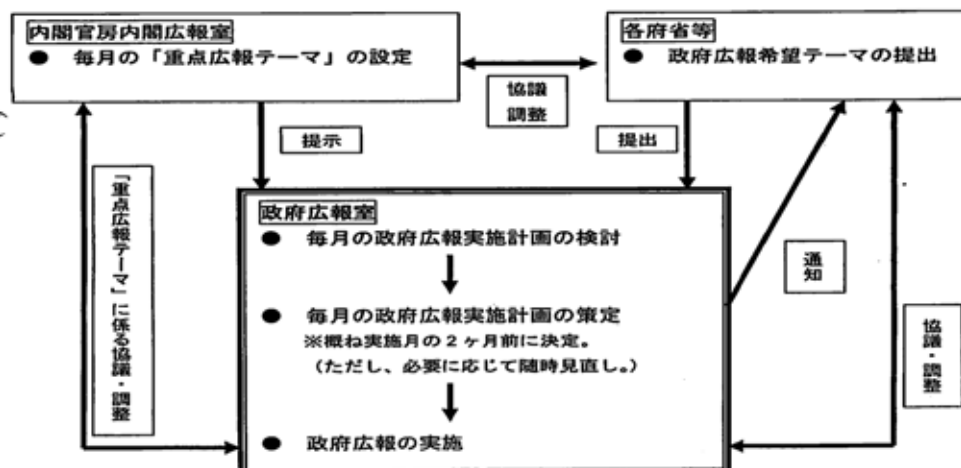 内閣官房内閣広報室
● 毎月の「重点広報テーマ」の設定
各府省等
● 政府広報希望テーマの提出
協議
調整
提示
提出
「重点広報テーマ」に係る協議・調整
政府広報室
● 毎月の政府広報実施計画の検討
● 毎月の政府広報実施計画の策定
※概ね実施月の2ヶ月前に決定。
(ただし、必要に応じて随時見直し。)
● 政府広報の実施
通知
協議・調整